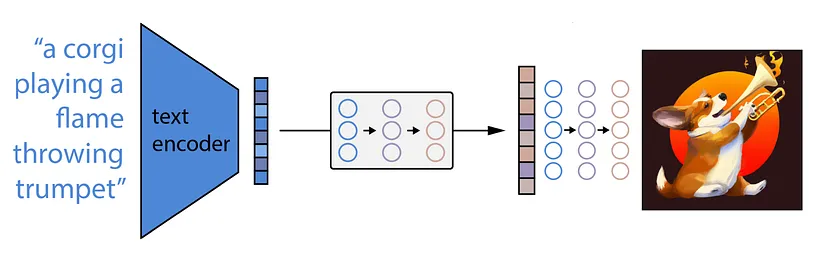 “a corgi
playing a
flame
throwing
trumpet”
text
encoder